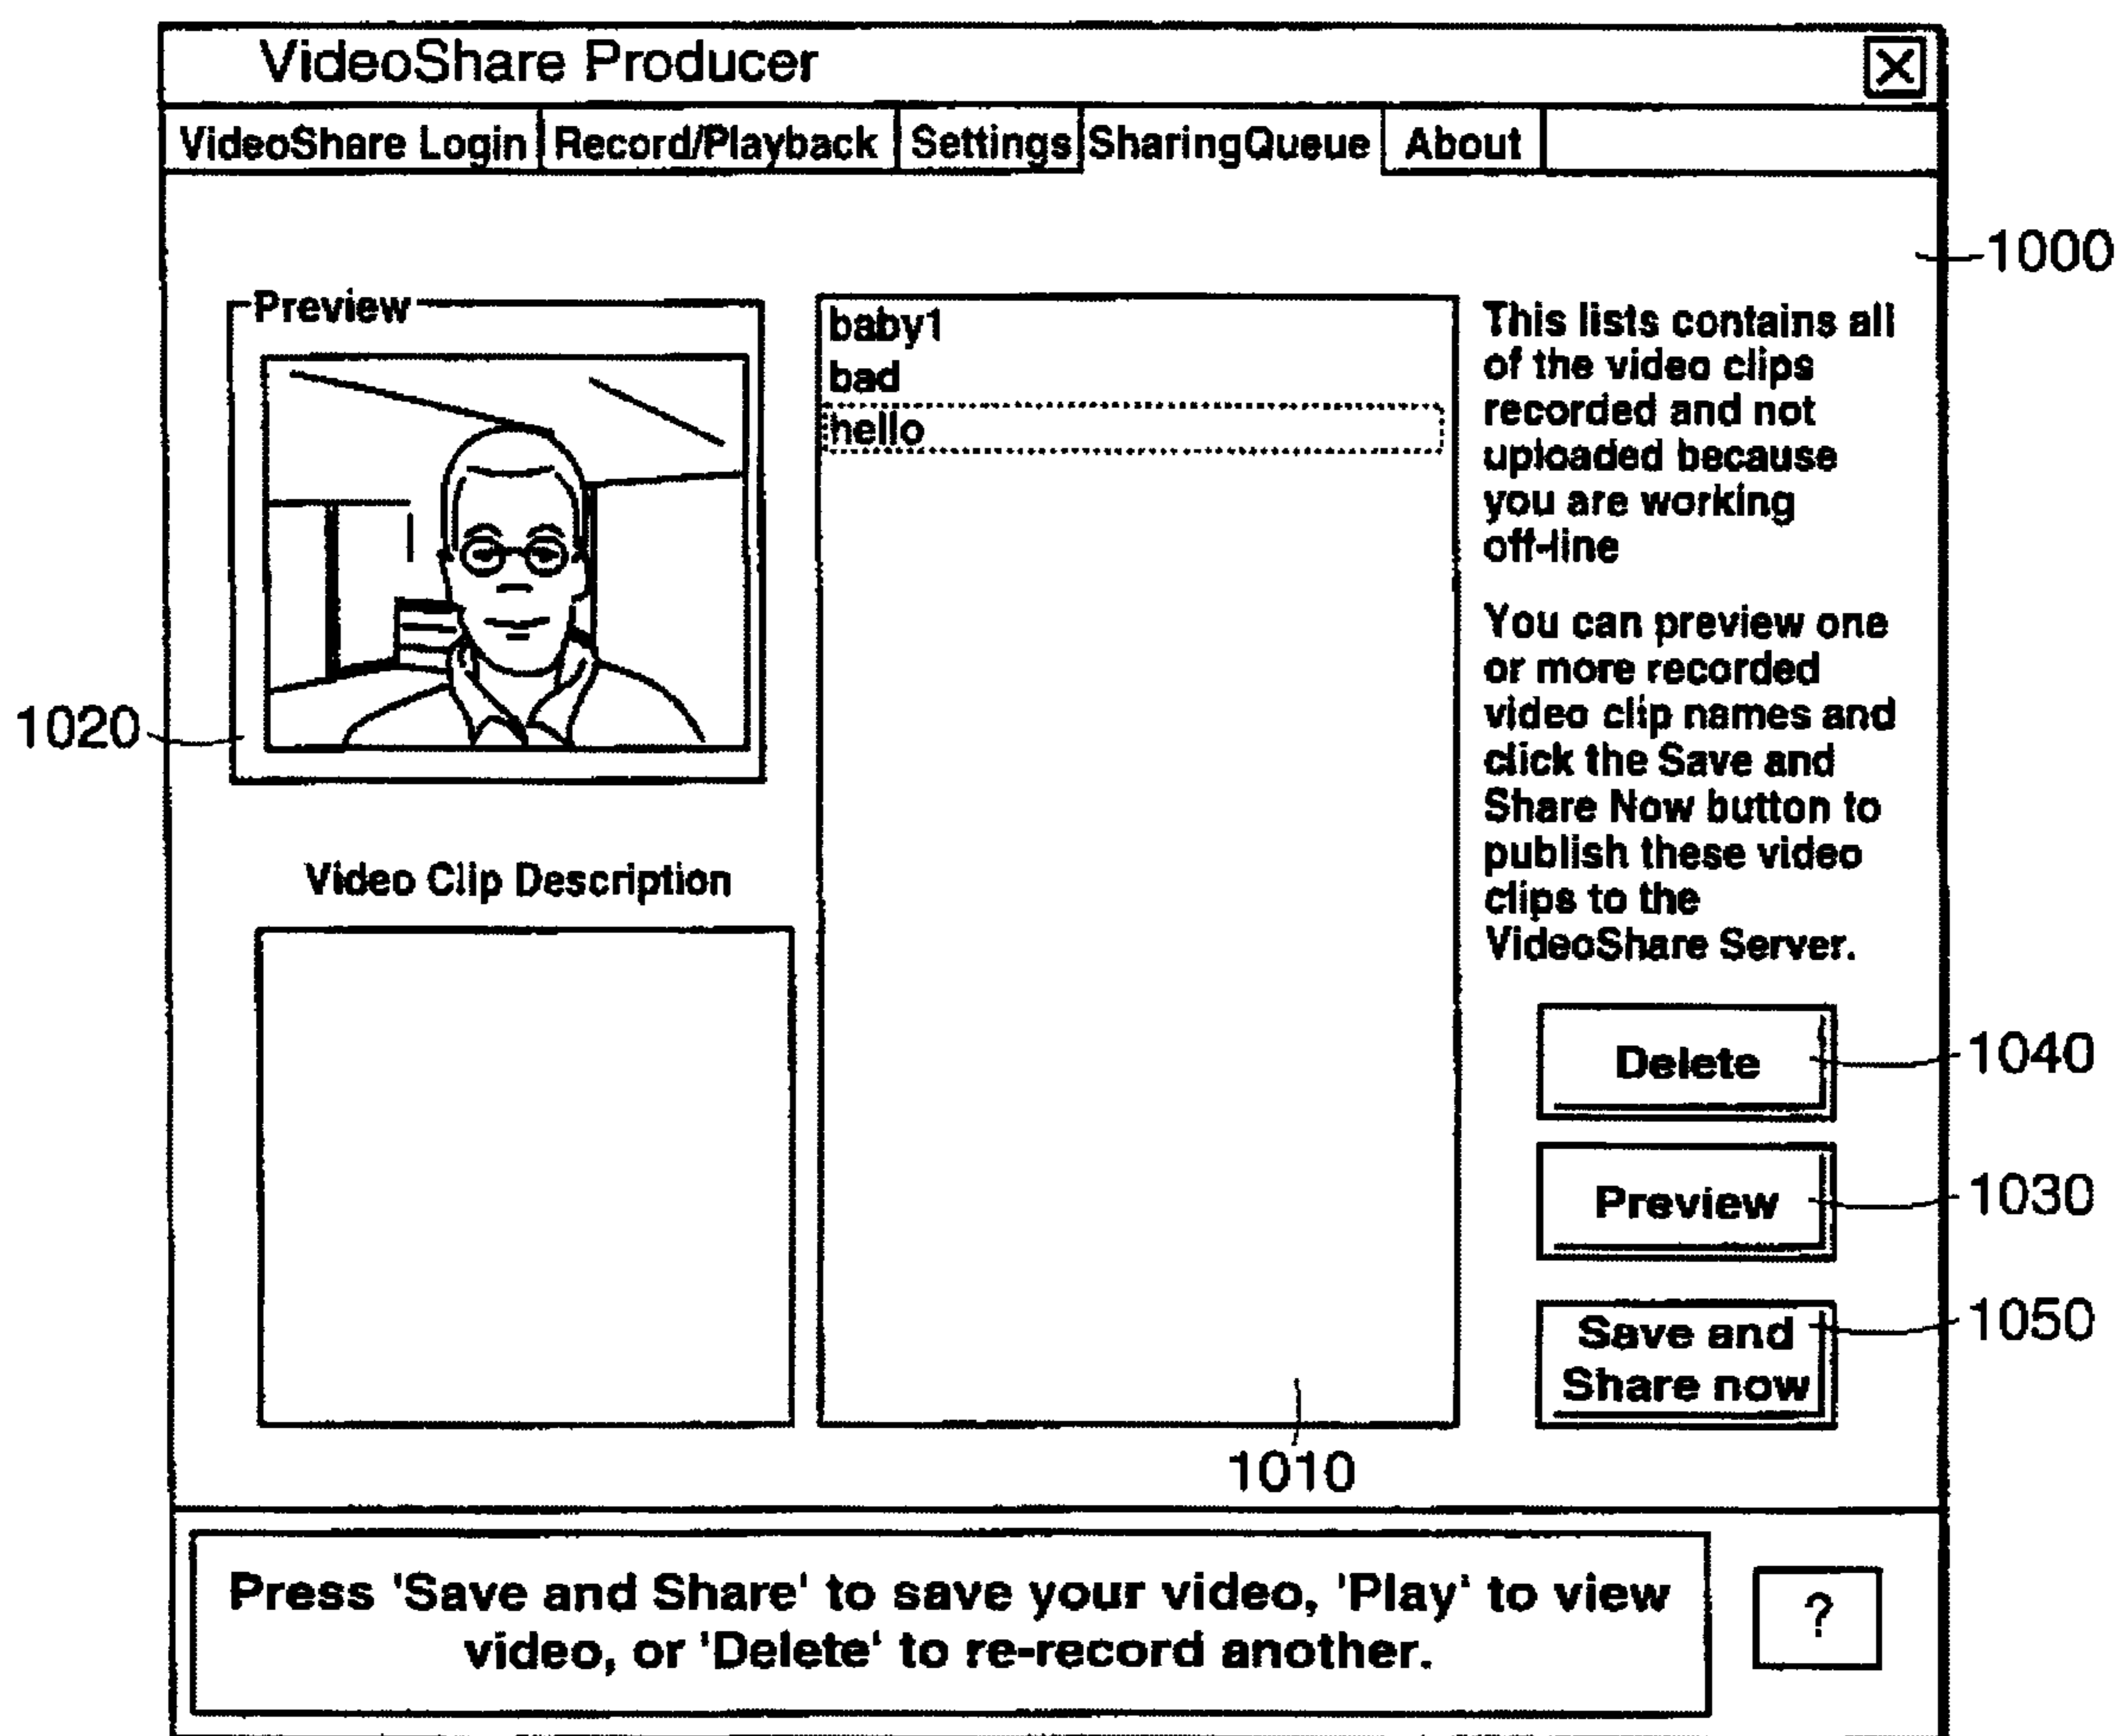 VideoShare Producer
VideoShare Login Record/Playback Settings SharingQueue About
1000
Preview
1020
Video Clip Description
baby1
bad
hello
1010
This lists contains all
of the video clips
recorded and not
uploaded because
you are working
off-line
You can preview one
or more recorded
video clip names and
click the Save and
Share Now button to
publish these video
clips to the
VideoShare Server.
Delete
1040
Preview
1030
Save and
Share now
1050
Press 'Save and Share' to save your video, 'Play' to view
video, or 'Delete' to re-record another.
?